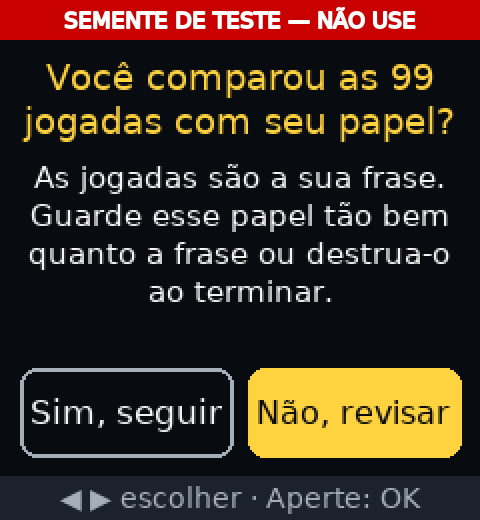 SEMENTE DE TESTE — NÃO USE
Você comparou as 99
jogadas com seu papel?
As jogadas são a sua frase.
Guarde esse papel tão bem
quanto a frase ou destrua-o
ao terminar.
Sim, seguir
Não, revisar
◀ ▶ escolher · Aperte: OK